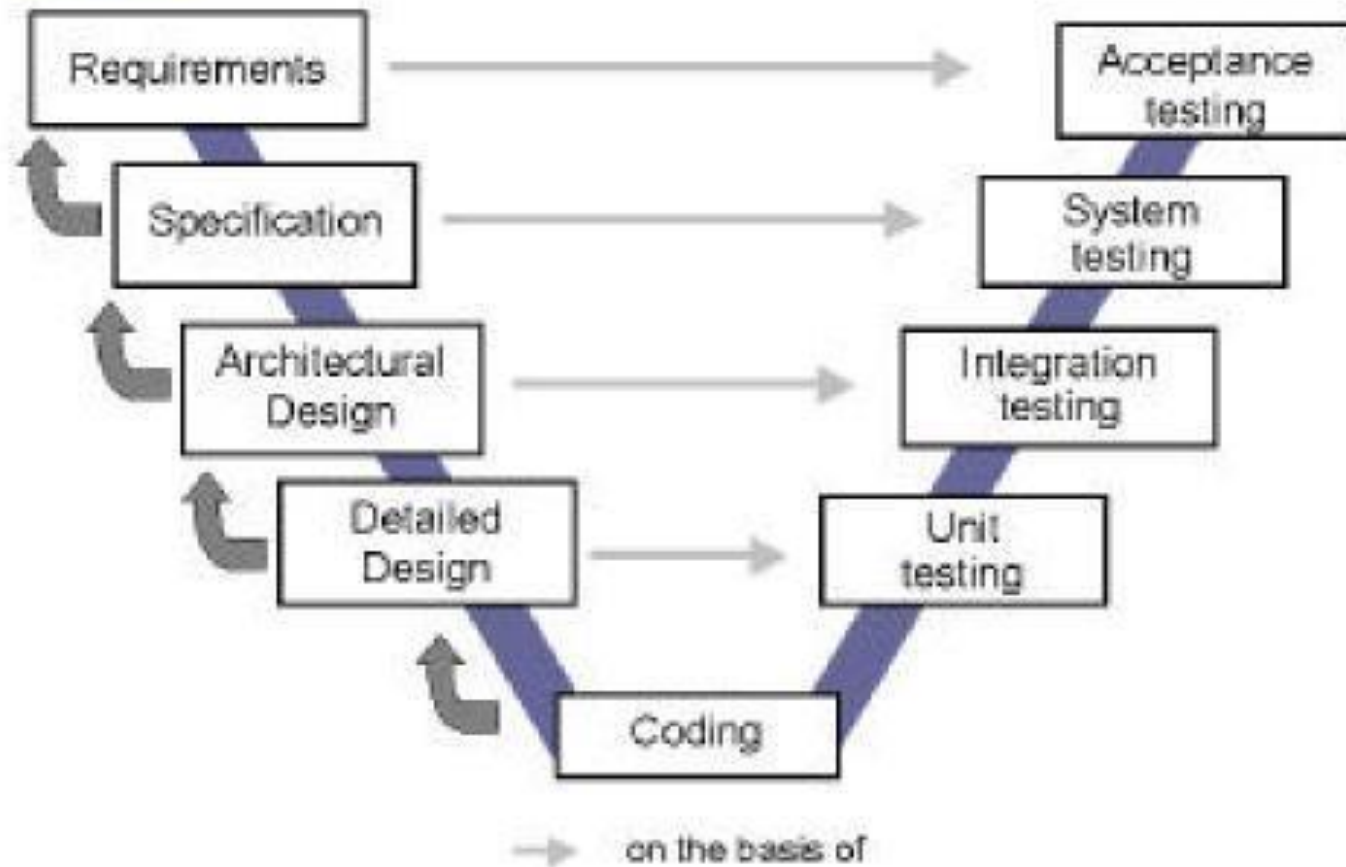 Requirements
Acceptance
testing
Specification
System
testing
Architectural
Design
Integration
testing
Detailed
Design
Unit
testing
Coding
on the basis of